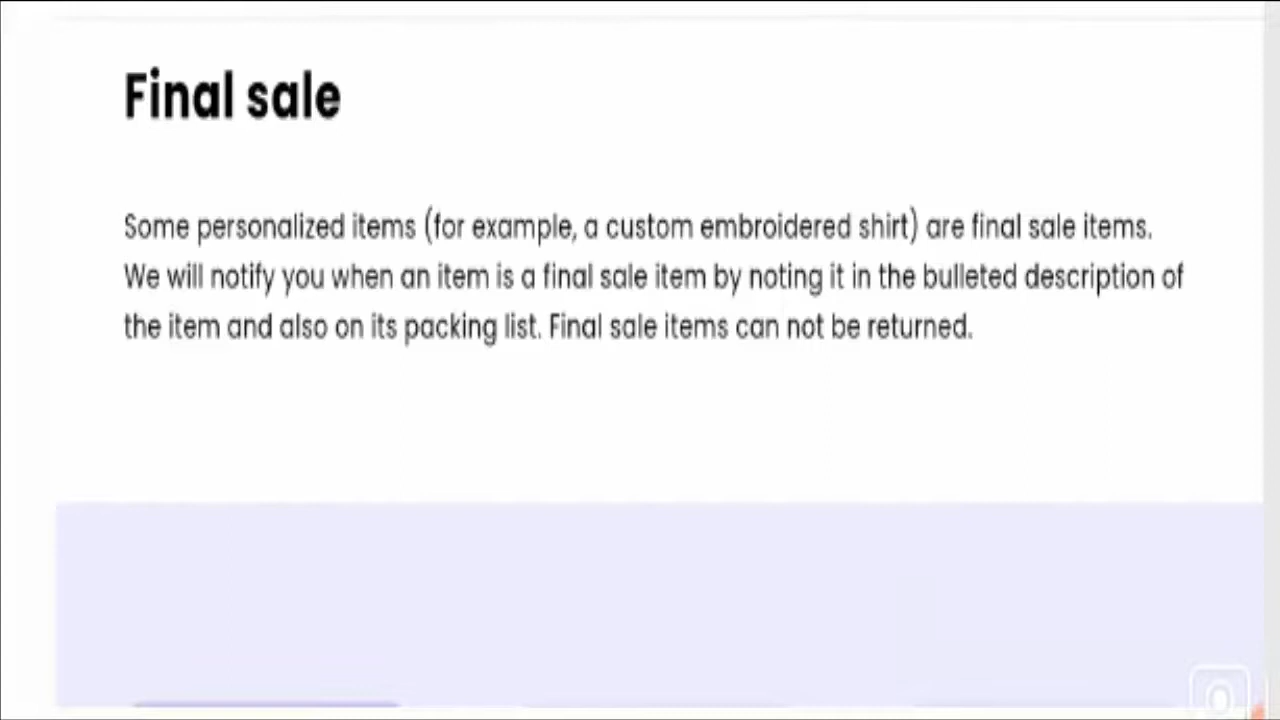 Final sale
Some personalized items (for example, a custom embroidered shirt) are final sale items.
We will notify you when an item is a final sale item by noting it in the bulleted description of
the item and also on its packing list. Final sale items can not be returned.